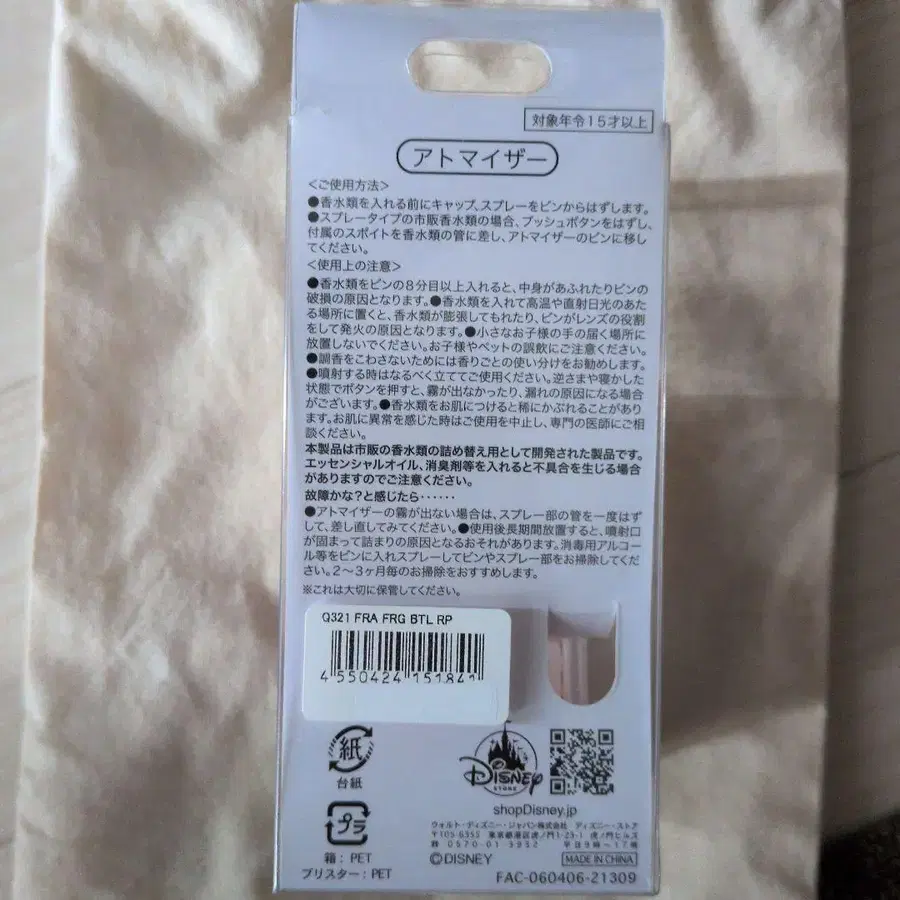 対象年令15才以上
アトマイザー
<ご使用方法>
●香水類を入れる前にキャップ、スプレーをビンからはずします。
●スプレータイプの市販香水類の場合、プッシュボタンをはずし、
付属のスポイトを香水類の管に差し、アトマイザーのビンに移し
てください。
<使用上の注意>
●香水類をビンの8分目以上入れると、中身があふれたりビンの
破損の原因となります。●香水類を入れて高温や直射日光のあた
る場所に置くと、香水類が膨張してもれたり、ビンがレンズの役割
をして発火の原因となります。●小さなお子様の手の届く場所に
放置しないでください。お子様やペットの誤飲にご注意ください。
●調香をこわさないためには香りごとの使い分けをお勧めします。
●噴射する時はなるべく立ててご使用ください。逆さまや寝かした
状態でボタンを押すと、霧が出なかったり、漏れの原因になる場合
がございます。●香水類をお肌につけると稀にかぶれることがあり
ます。お肌に異常を感じた時はご使用を中止し、専門の医師にご相
談ください。
本製品は市販の香水類の詰め替え用として開発された製品です。
エッセンシャルオイル、消臭剤等を入れると不具合を生じる場合
がありますのでご注意ください。
故障かな?と感じたら‥‥‥
●アトマイザーの霧が出ない場合は、スプレー部の管を一度はず
して、差し直してみてください。●使用後長期間放置すると、噴射口
が固まって詰まりの原因となるおそれがあります。消毒用アルコー
ル等をビンに入れスプレーしてビンやスプレー部をお掃除してくだ
さい。2〜3ヶ月毎のお掃除をおすすめします。
※これは大切に保管してください。
Q321 FRA FRG BTL RP
4 550424 151841
紙
台紙
プラ
箱:PET
ブリスター:PET
Disney
STORE
shopDisney.jp
ウォルト・ディズニー・ジャパン株式会社 ディズニー・ストア
〒105-6355 東京都港区虎ノ門1-23-1 虎ノ門ヒルズ
☎ 0570-01-3932 平日9時〜17時
©DISNEY
MADE IN CHINA
FAC-060406-21309